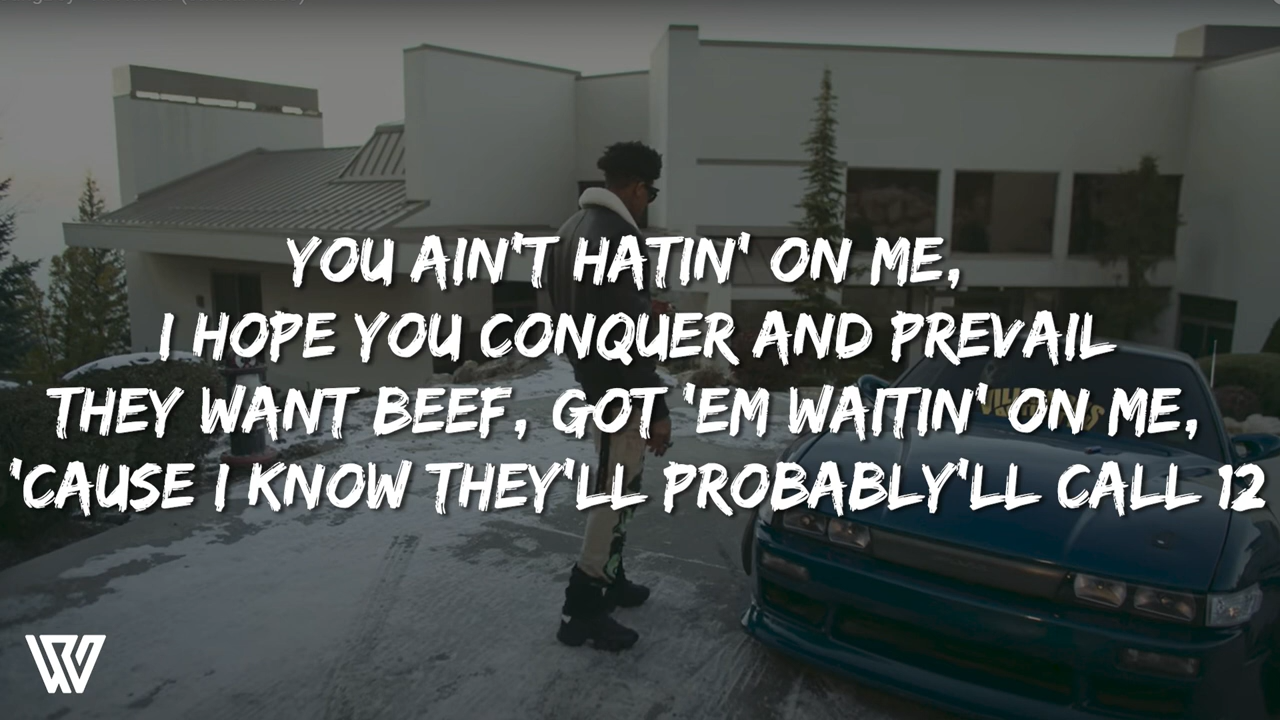 YOU AIN'T HATIN' ON ME,
I HOPE YOU CONQUER AND PREVAIL
THEY WANT BEEF, GOT 'EM WAITIN' ON ME,
'CAUSE I KNOW THEY'LL PROBABLY'LL CALL 12